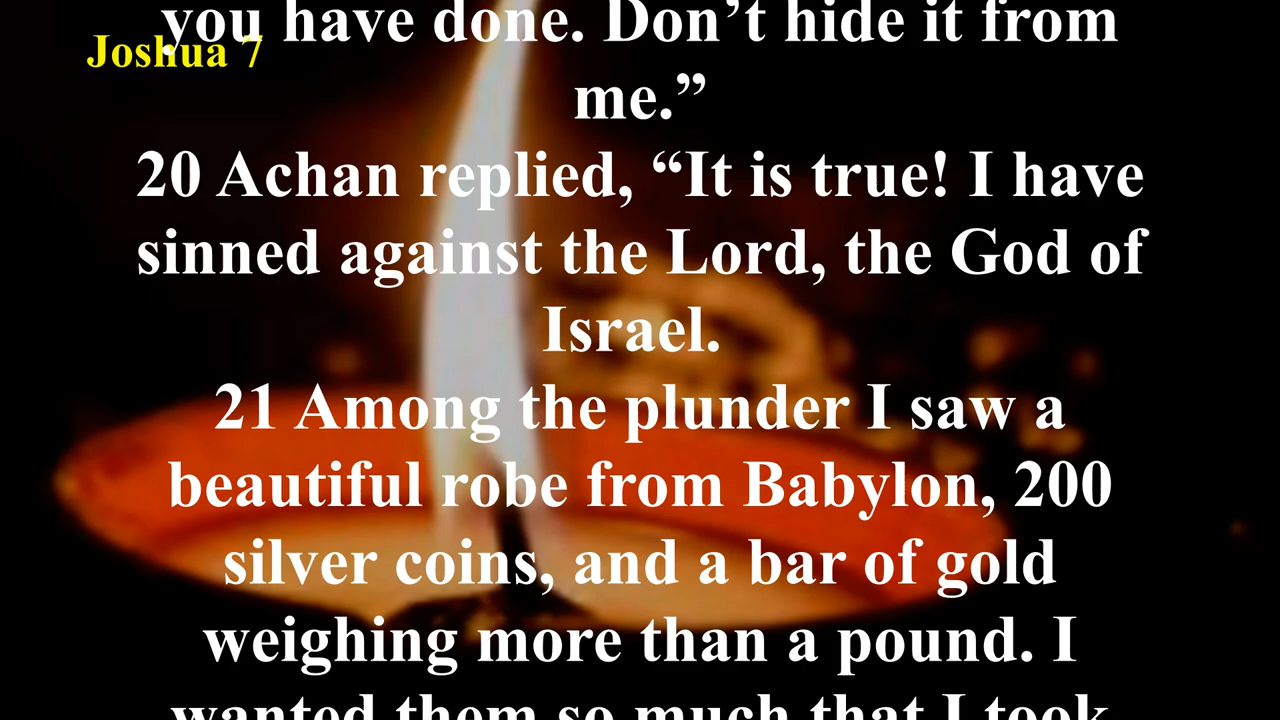 you have done. Don’t hide it from
Joshua 7
me.”
20 Achan replied, “It is true! I have
sinned against the Lord, the God of
Israel.
21 Among the plunder I saw a
beautiful robe from Babylon, 200
silver coins, and a bar of gold
weighing more than a pound. I
wanted them so much that I took